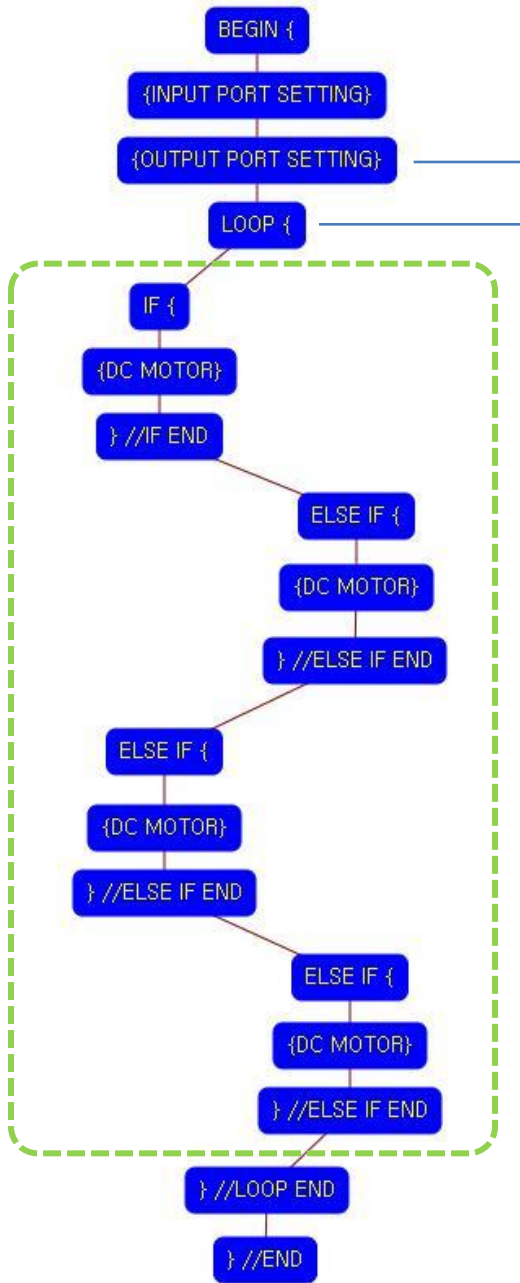 BEGIN {
{INPUT PORT SETTING}
{OUTPUT PORT SETTING}
LOOP {
IF {
{DC MOTOR}
} //IF END
ELSE IF {
{DC MOTOR}
} //ELSE IF END
ELSE IF {
{DC MOTOR}
} //ELSE IF END
ELSE IF {
{DC MOTOR}
} //ELSE IF END
} //LOOP END
} //END